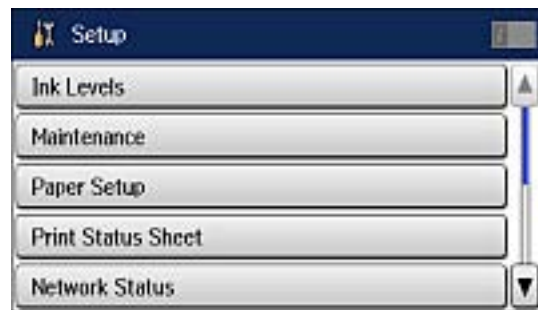 Setup
Ink Levels
Maintenance
Paper Setup
Print Status Sheet
Network Status